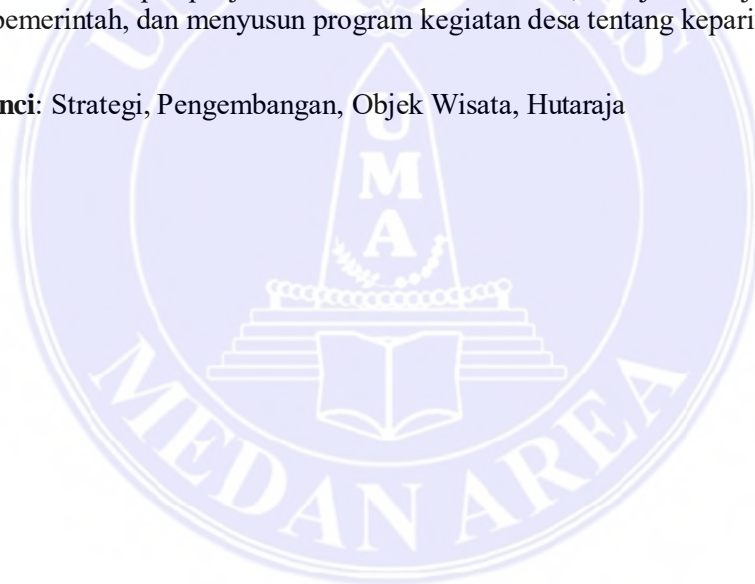 pemerintah, dan menyusun program kegiatan desa tentang kepari
nci: Strategi, Pengembangan, Objek Wisata, Hutaraja
U
M
A
MEDAN AREA